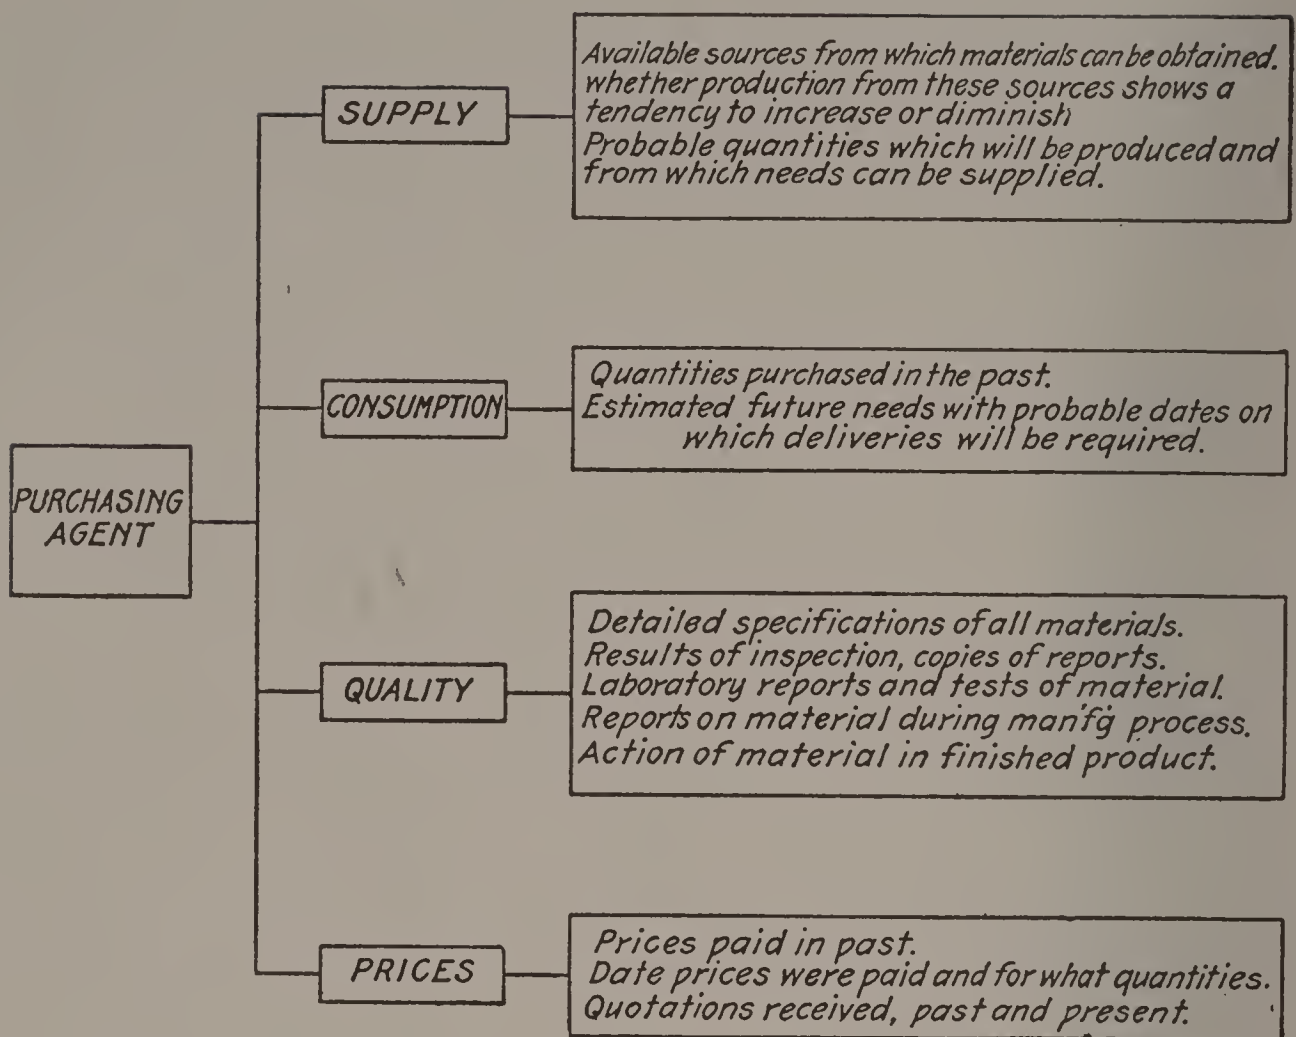 SUPPLY
Available sources from which materials can be obtained.
whether production from these sources shows a
tendency to increase or diminish
Probable quantities which will be produced and
from which needs can be supplied.
CONSUMPTION
Quantities purchased in the past.
Estimated future needs with probable dates on
which deliveries will be required.
PURCHASING
AGENT
QUALITY
Detailed specifications of all materials.
Results of inspection, copies of reports.
Laboratory reports and tests of material.
Reports on material during man'f'g process.
Action of material in finished product.
PRICES
Prices paid in past.
Date prices were paid and for what quantities.
Quotations received, past and present.